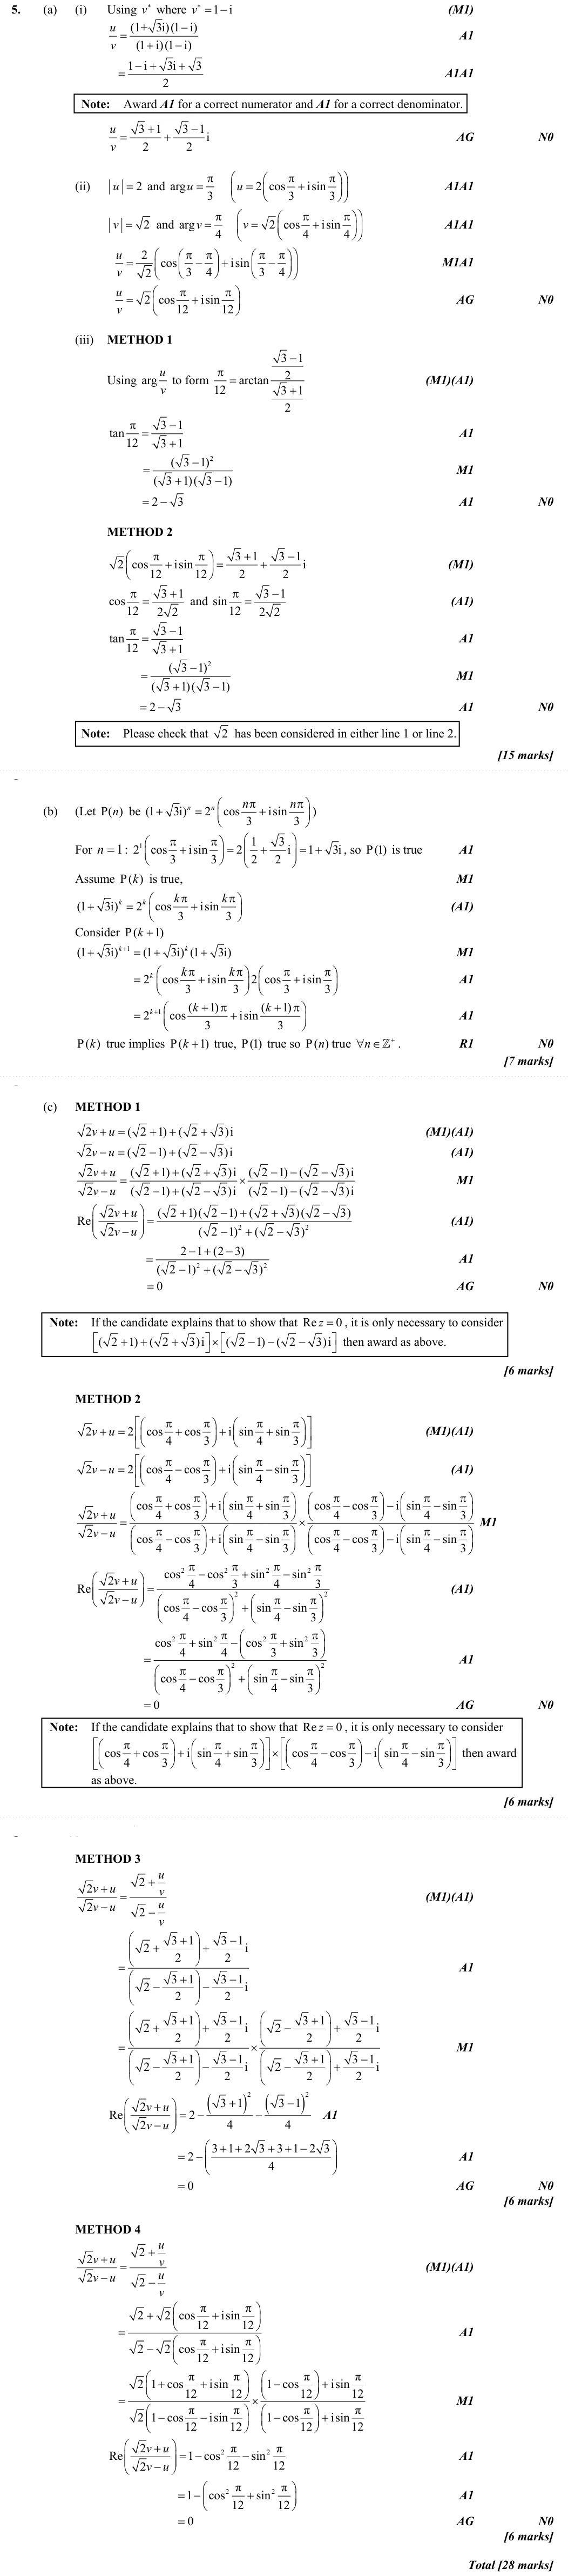 5. (a) (i) Using v* where v* = 1 − i (M1)
u/v = (1+√3i)(1−i) / (1+i)(1−i) A1
= (1−i+√3i+√3) / 2 A1A1
Note: Award A1 for a correct numerator and A1 for a correct denominator.
u/v = (√3+1)/2 + (√3−1)/2 i AG N0
(ii) |u| = 2 and arg u = π/3 (u = 2(cos π/3 + i sin π/3)) A1A1
|v| = √2 and arg v = π/4 (v = √2(cos π/4 + i sin π/4)) A1A1
u/v = 2/√2 (cos(π/3 − π/4) + i sin(π/3 − π/4)) M1A1
u/v = √2(cos π/12 + i sin π/12) AG N0
(iii) METHOD 1
Using arg u/v to form π/12 = arctan ((√3−1)/2)/((√3+1)/2) (M1)(A1)
tan π/12 = (√3−1)/(√3+1) A1
= (√3−1)² / (√3+1)(√3−1) M1
= 2 − √3 A1 N0
METHOD 2
√2(cos π/12 + i sin π/12) = (√3+1)/2 + (√3−1)/2 i (M1)
cos π/12 = (√3+1)/2√2 and sin π/12 = (√3−1)/2√2 (A1)
tan π/12 = (√3−1)/(√3+1) A1
= (√3−1)² / (√3+1)(√3−1) M1
= 2 − √3 A1 N0
Note: Please check that √2 has been considered in either line 1 or line 2.
[15 marks]
(b) (Let P(n) be (1+√3i)ⁿ = 2ⁿ(cos nπ/3 + i sin nπ/3))
For n = 1: 2¹(cos π/3 + i sin π/3) = 2(1/2 + √3/2 i) = 1+√3i, so P(1) is true A1
Assume P(k) is true, M1
(1+√3i)^k = 2^k(cos kπ/3 + i sin kπ/3) (A1)
Consider P(k+1)
(1+√3i)^(k+1) = (1+√3i)^k (1+√3i) M1
= 2^k(cos kπ/3 + i sin kπ/3)2(cos π/3 + i sin π/3) A1
= 2^(k+1)(cos (k+1)π/3 + i sin (k+1)π/3) A1
P(k) true implies P(k+1) true, P(1) true so P(n) true ∀n∈ℤ⁺. R1 N0
[7 marks]
(c) METHOD 1
√2v+u = (√2+1)+(√2+√3)i (M1)(A1)
√2v−u = (√2−1)+(√2−√3)i (A1)
(√2v+u)/(√2v−u) = ((√2+1)+(√2+√3)i)/((√2−1)+(√2−√3)i) × ((√2−1)−(√2−√3)i)/((√2−1)−(√2−√3)i) M1
Re((√2v+u)/(√2v−u)) = ((√2+1)(√2−1)+(√2+√3)(√2−√3))/((√2−1)²+(√2−√3)²) (A1)
= (2−1+(2−3))/((√2−1)²+(√2−√3)²) A1
= 0 AG N0
Note: If the candidate explains that to show that Re z = 0, it is only necessary to consider
[(√2+1)+(√2+√3)i]×[(√2−1)−(√2−√3)i] then award as above.
[6 marks]
METHOD 2
√2v+u = 2[(cos π/4 + cos π/3) + i(sin π/4 + sin π/3)] (M1)(A1)
√2v−u = 2[(cos π/4 − cos π/3) + i(sin π/4 − sin π/3)] (A1)
(√2v+u)/(√2v−u) = ((cos π/4 + cos π/3) + i(sin π/4 + sin π/3))/((cos π/4 − cos π/3) + i(sin π/4 − sin π/3)) × ((cos π/4 − cos π/3) − i(sin π/4 − sin π/3))/((cos π/4 − cos π/3) − i(sin π/4 − sin π/3)) M1
Re((√2v+u)/(√2v−u)) = (cos² π/4 − cos² π/3 + sin² π/4 − sin² π/3)/((cos π/4 − cos π/3)² + (sin π/4 − sin π/3)²) (A1)
= (cos² π/4 + sin² π/4 − (cos² π/3 + sin² π/3))/((cos π/4 − cos π/3)² + (sin π/4 − sin π/3)²) A1
= 0 AG N0
Note: If the candidate explains that to show that Re z = 0, it is only necessary to consider
[(cos π/4 + cos π/3) + i(sin π/4 + sin π/3)]×[(cos π/4 − cos π/3) − i(sin π/4 − sin π/3)] then award
as above.
[6 marks]
METHOD 3
(√2v+u)/(√2v−u) = (√2 + u/v)/(√2 − u/v) (M1)(A1)
= ((√2 + (√3+1)/2) + (√3−1)/2 i)/((√2 − (√3+1)/2) − (√3−1)/2 i) A1
= ((√2 + (√3+1)/2) + (√3−1)/2 i)/((√2 − (√3+1)/2) − (√3−1)/2 i) × ((√2 − (√3+1)/2) + (√3−1)/2 i)/((√2 − (√3+1)/2) + (√3−1)/2 i) M1
Re((√2v+u)/(√2v−u)) = 2 − (√3+1)²/4 − (√3−1)²/4 A1
= 2 − ((3+1+2√3+3+1−2√3)/4) A1
= 0 AG N0
[6 marks]
METHOD 4
(√2v+u)/(√2v−u) = (√2 + u/v)/(√2 − u/v) (M1)(A1)
= (√2 + √2(cos π/12 + i sin π/12))/(√2 − √2(cos π/12 + i sin π/12)) A1
= √2(1 + cos π/12 + i sin π/12)/√2(1 − cos π/12 − i sin π/12) × ((1 − cos π/12) + i sin π/12)/((1 − cos π/12) + i sin π/12) M1
Re((√2v+u)/(√2v−u)) = 1 − cos² π/12 − sin² π/12 A1
= 1 − (cos² π/12 + sin² π/12) A1
= 0 AG N0
[6 marks]
Total [28 marks]